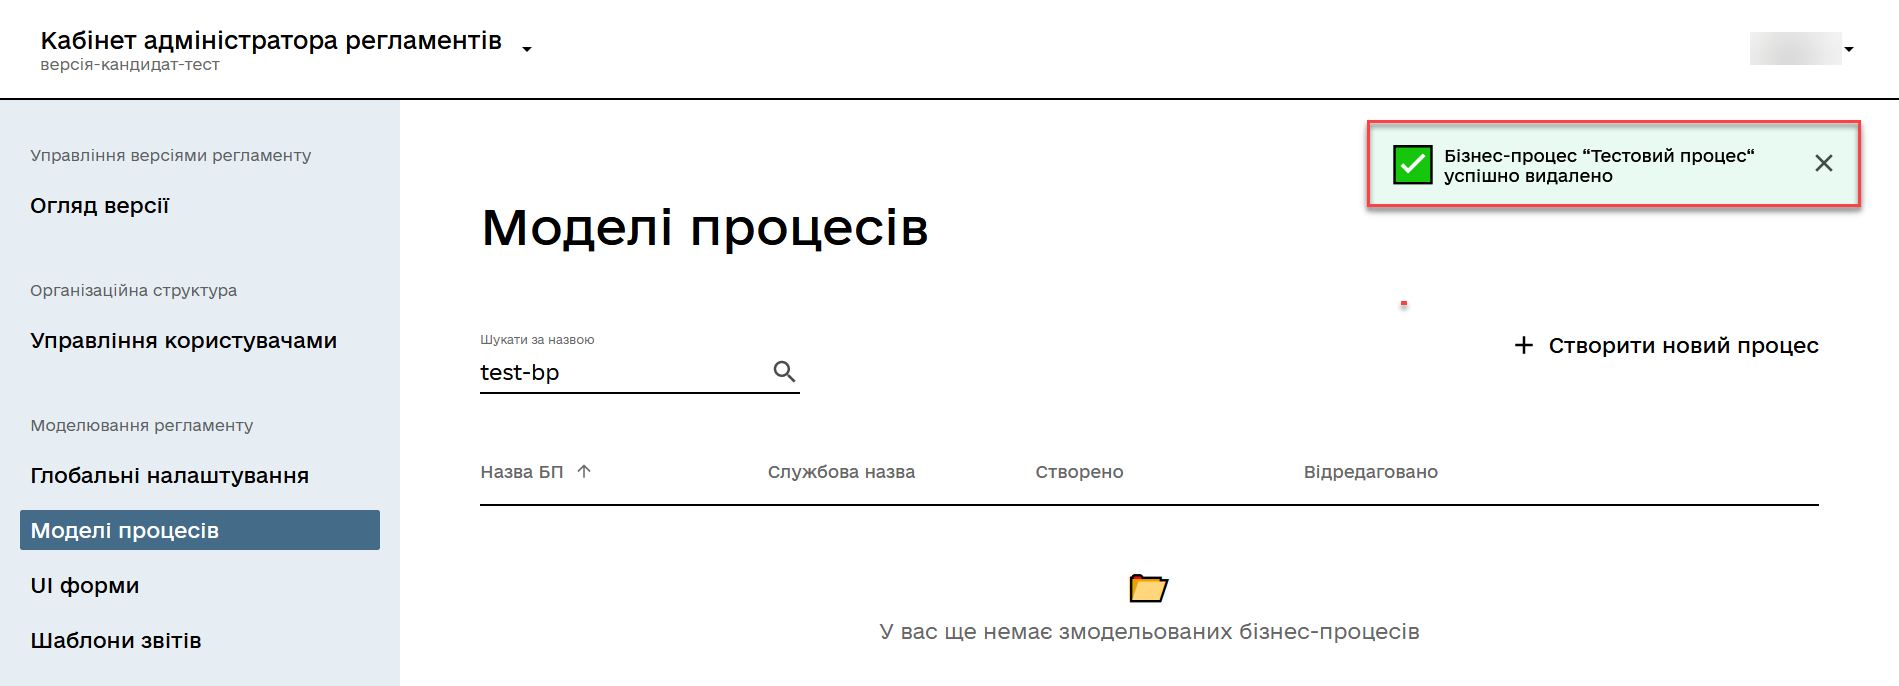 Кабінет адміністратора регламентів
версія-кандидат-тест
Управління версіями регламенту
Огляд версії
Організаційна структура
Управління користувачами
Моделювання регламенту
Глобальні налаштування
Моделі процесів
UI форми
Шаблони звітів
Бізнес-процес “Тестовий процес“
успішно видалено
Моделі процесів
Шукати за назвою
test-bp
Створити новий процес
Назва БП Службова назва Створено Відредаговано
У вас ще немає змодельованих бізнес-процесів